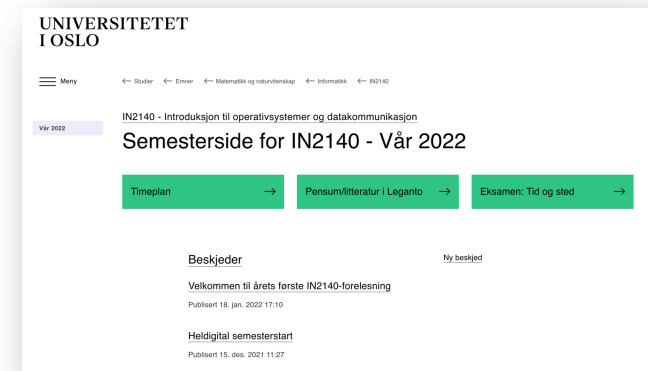 UNIVERSITETET
I OSLO
Meny
← Studier ← Emner ← Matematikk og naturvitenskap ← Informatikk ← IN2140
Vår 2022
IN2140 - Introduksjon til operativsystemer og datakommunikasjon
Semesterside for IN2140 - Vår 2022
Timeplan → Pensum/litteratur i Leganto → Eksamen: Tid og sted →
Beskjeder
Ny beskjed
Velkommen til årets første IN2140-forelesning
Publisert 18. jan. 2022 17:10
Heldigital semesterstart
Publisert 15. des. 2021 11:27